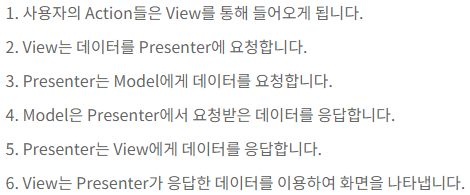 1. 사용자의 Action들은 View를 통해 들어오게 됩니다.
2. View는 데이터를 Presenter에 요청합니다.
3. Presenter는 Model에게 데이터를 요청합니다.
4. Model은 Presenter에서 요청받은 데이터를 응답합니다.
5. Presenter는 View에게 데이터를 응답합니다.
6. View는 Presenter가 응답한 데이터를 이용하여 화면을 나타냅니다.